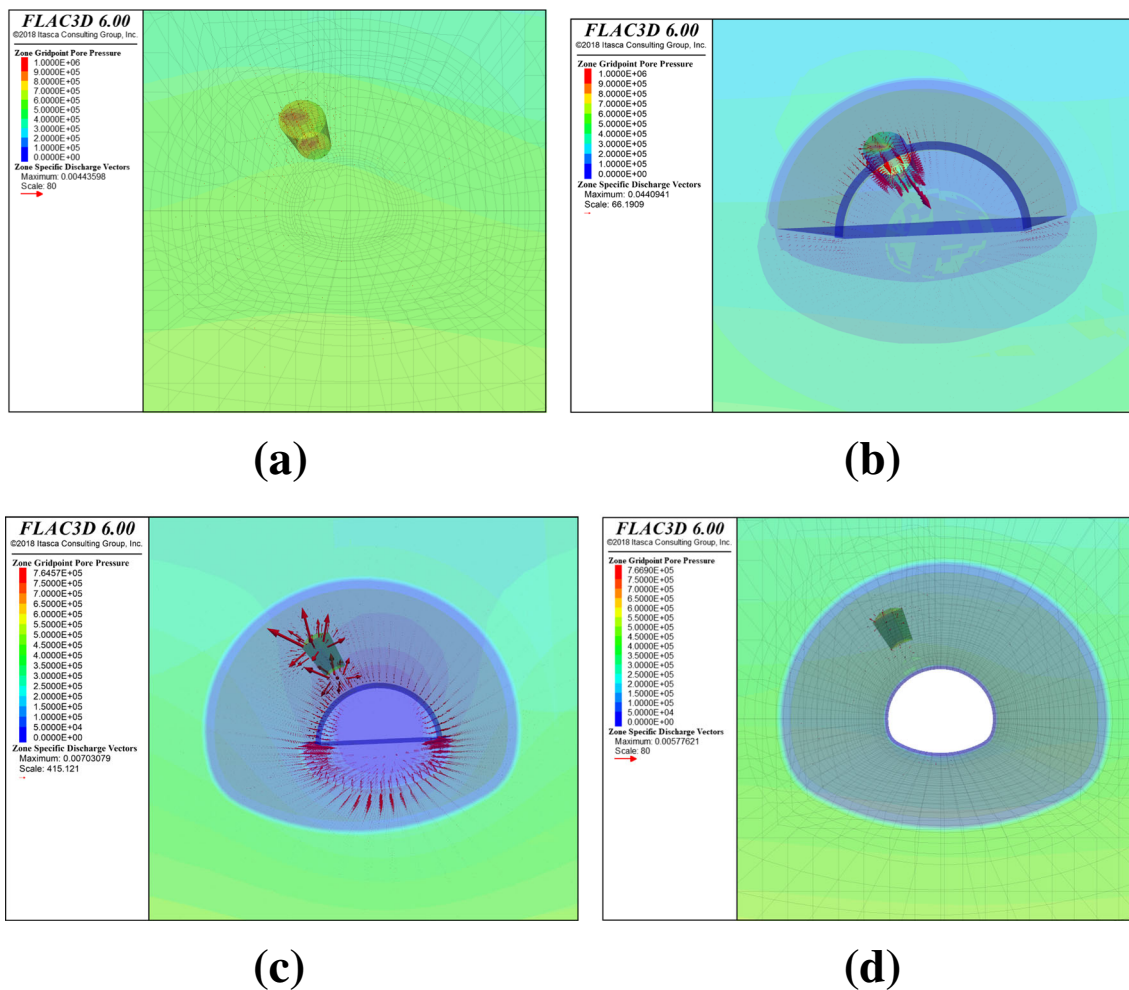 FLAC3D 6.00
©2018 Itasca Consulting Group, Inc.
Zone Gridpoint Pore Pressure
1.0000E+06
9.0000E+05
8.0000E+05
7.0000E+05
6.0000E+05
5.0000E+05
4.0000E+05
3.0000E+05
2.0000E+05
1.0000E+05
0.0000E+00
Zone Specific Discharge Vectors
Maximum: 0.00443598
Scale: 80
(a)
FLAC3D 6.00
©2018 Itasca Consulting Group, Inc.
Zone Gridpoint Pore Pressure
1.0000E+06
9.0000E+05
8.0000E+05
7.0000E+05
6.0000E+05
5.0000E+05
4.0000E+05
3.0000E+05
2.0000E+05
1.0000E+05
0.0000E+00
Zone Specific Discharge Vectors
Maximum: 0.0440941
Scale: 66.1909
(b)
FLAC3D 6.00
©2018 Itasca Consulting Group, Inc.
Zone Gridpoint Pore Pressure
7.6457E+05
7.5000E+05
7.0000E+05
6.5000E+05
6.0000E+05
5.5000E+05
5.0000E+05
4.5000E+05
4.0000E+05
3.5000E+05
3.0000E+05
2.5000E+05
2.0000E+05
1.5000E+05
1.0000E+05
5.0000E+04
0.0000E+00
Zone Specific Discharge Vectors
Maximum: 0.00703079
Scale: 415.121
(c)
FLAC3D 6.00
©2018 Itasca Consulting Group, Inc.
Zone Gridpoint Pore Pressure
7.6690E+05
7.5000E+05
7.0000E+05
6.5000E+05
6.0000E+05
5.5000E+05
5.0000E+05
4.5000E+05
4.0000E+05
3.5000E+05
3.0000E+05
2.5000E+05
2.0000E+05
1.5000E+05
1.0000E+05
5.0000E+04
0.0000E+00
Zone Specific Discharge Vectors
Maximum: 0.00577621
Scale: 80
(d)